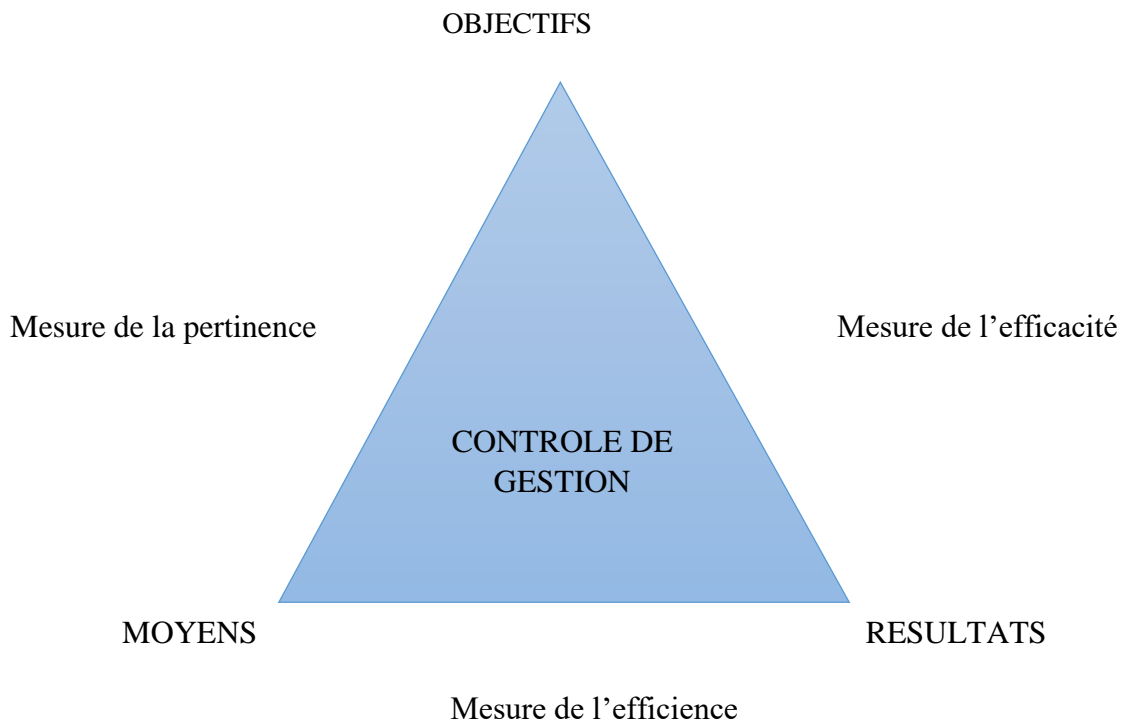 OBJECTIFS
Mesure de la pertinence
Mesure de l’efficacité
CONTROLE DE
GESTION
MOYENS
RESULTATS
Mesure de l’efficience